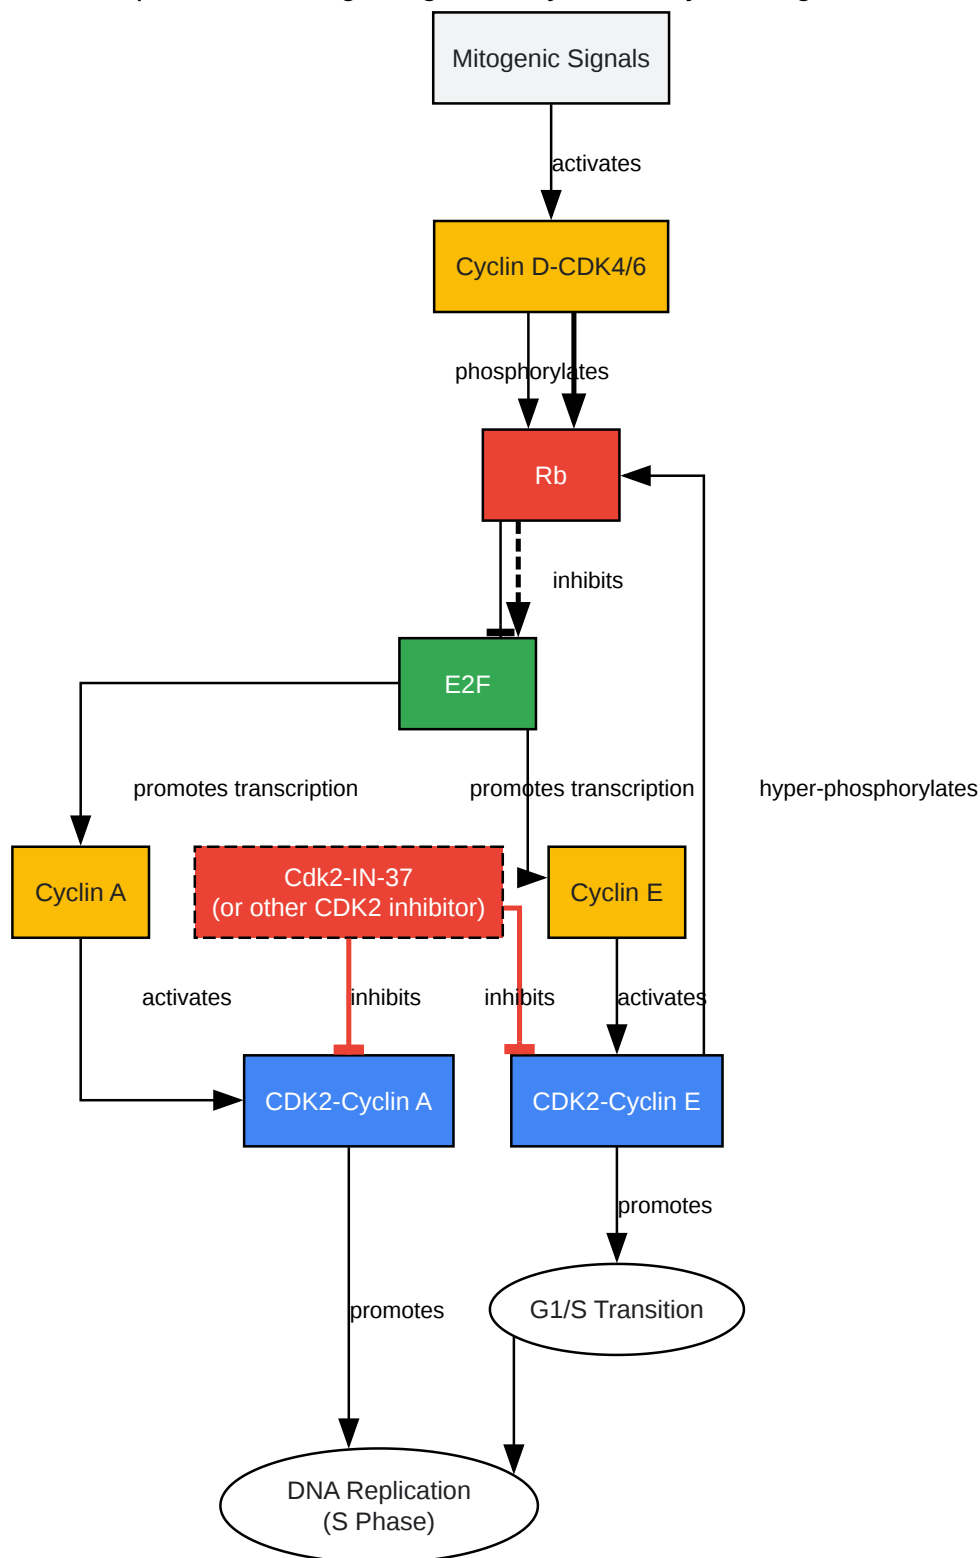 Mitogenic Signals
activates
Cyclin D-CDK4/6
phosphorylates
Rb
inhibits
E2F
promotes transcription
promotes transcription
hyper-phosphorylates
Cyclin A
Cdk2-IN-37
(or other CDK2 inhibitor)
Cyclin E
activates
inhibits
inhibits
activates
CDK2-Cyclin A
CDK2-Cyclin E
promotes
G1/S Transition
promotes
DNA Replication
(S Phase)